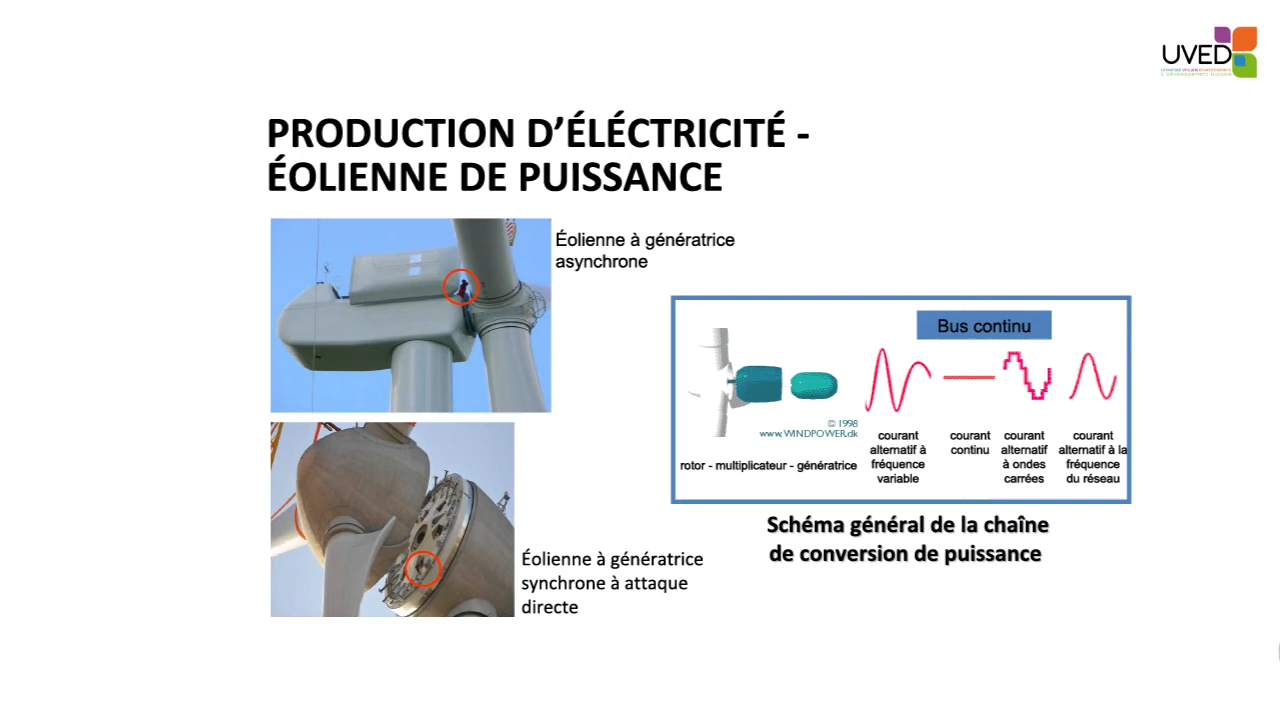 UVED
PRODUCTION D’ÉLÉCTRICITÉ -
ÉOLIENNE DE PUISSANCE
Éolienne à génératrice
asynchrone
Bus continu
© 1998
www.WINDPOWER.dk
rotor - multiplicateur - génératrice
courant
alternatif à
fréquence
variable
courant
continu
courant
alternatif
à ondes
carrées
courant
alternatif à la
fréquence
du réseau
Schéma général de la chaîne
de conversion de puissance
Éolienne à génératrice
synchrone à attaque
directe